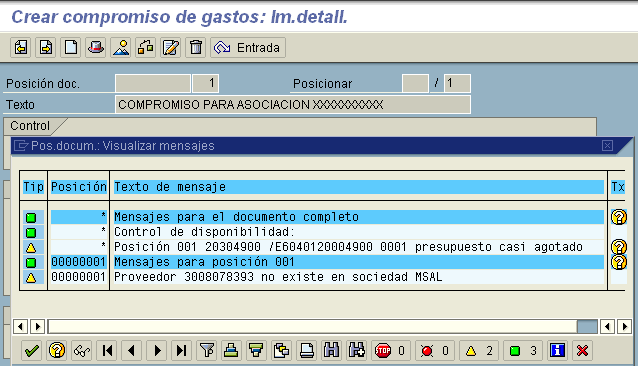 Crear compromiso de gastos: Im.detall.
Entrada
Posición doc. 1 Posicionar / 1
Texto COMPROMISO PARA ASOCIACION XXXXXXXXXX
Control
Pos.docum.: Visualizar mensajes
Tip Posición Texto de mensaje Tx
* Mensajes para el documento completo
* Control de disponibilidad:
* Posición 001 20304900 /E6040120004900 0001 presupuesto casi agotado
00000001 Mensajes para posición 001
00000001 Proveedor 3008078393 no existe en sociedad MSAL
STOP 0 0 2 3